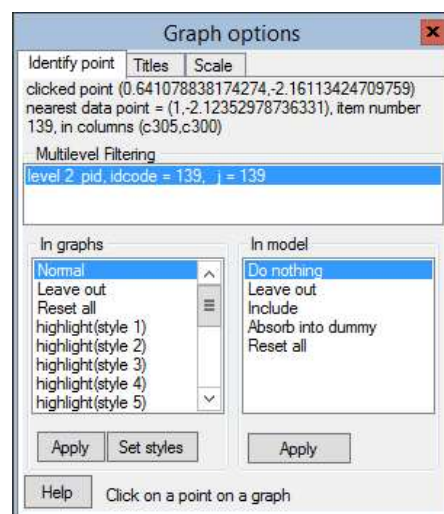 Graph options
Identify point Titles Scale
clicked point (0.641078838174274,-2.16113424709759)
nearest data point = (1,-2.12352978736331), item number
139, in columns (c305,c300)
Multilevel Filtering
level 2 pid, idcode = 139, j = 139
In graphs
Normal
Leave out
Reset all
highlight(style 1)
highlight(style 2)
highlight(style 3)
highlight(style 4)
highlight(style 5)
Apply Set styles
In model
Do nothing
Leave out
Include
Absorb into dummy
Reset all
Apply
Help Click on a point on a graph